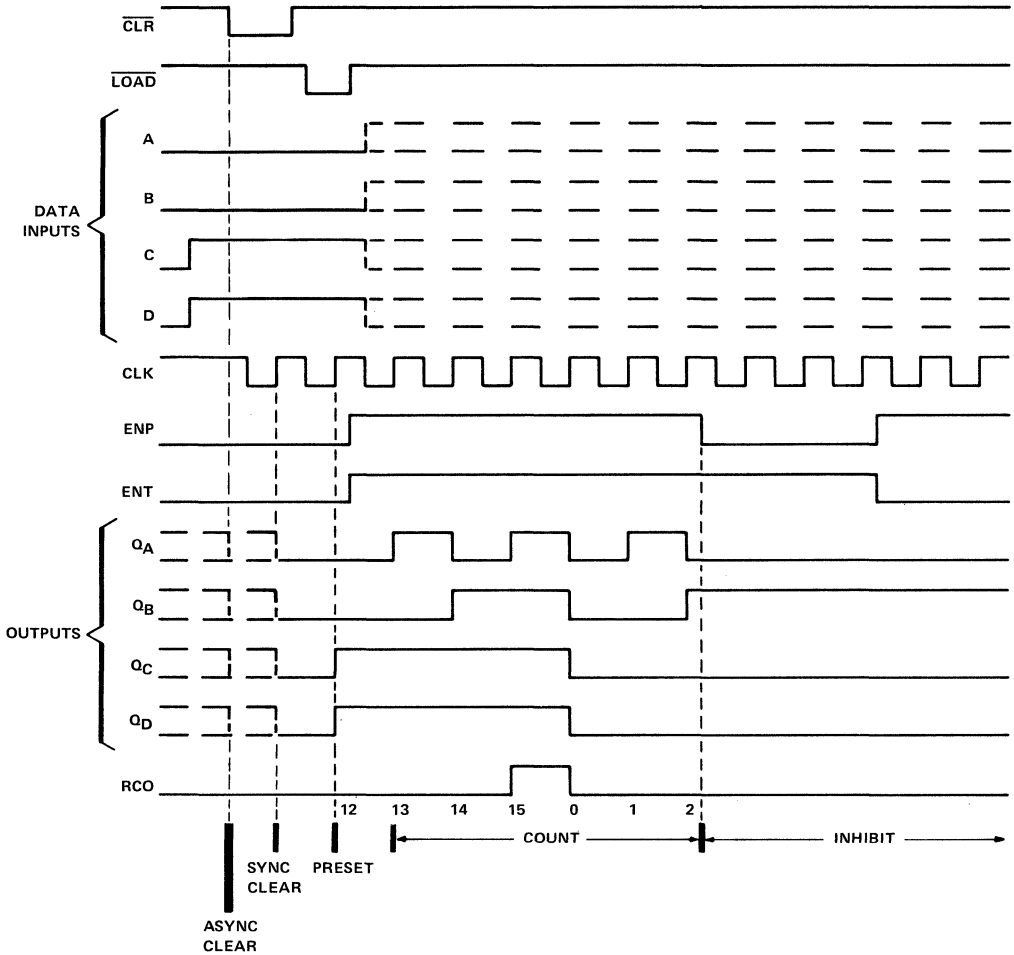 CLR
LOAD
DATA
INPUTS
A
B
C
D
CLK
ENP
ENT
OUTPUTS
QA
QB
QC
QD
RCO
12 13 14 15 0 1 2
COUNT
INHIBIT
SYNC
CLEAR
PRESET
ASYNC
CLEAR